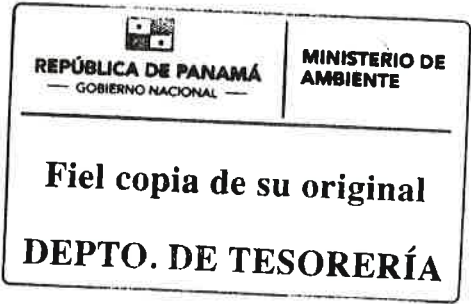 REPÚBLICA DE PANAMÁ
— GOBIERNO NACIONAL —
MINISTERIO DE
AMBIENTE
Fiel copia de su original
DEPTO. DE TESORERÍA